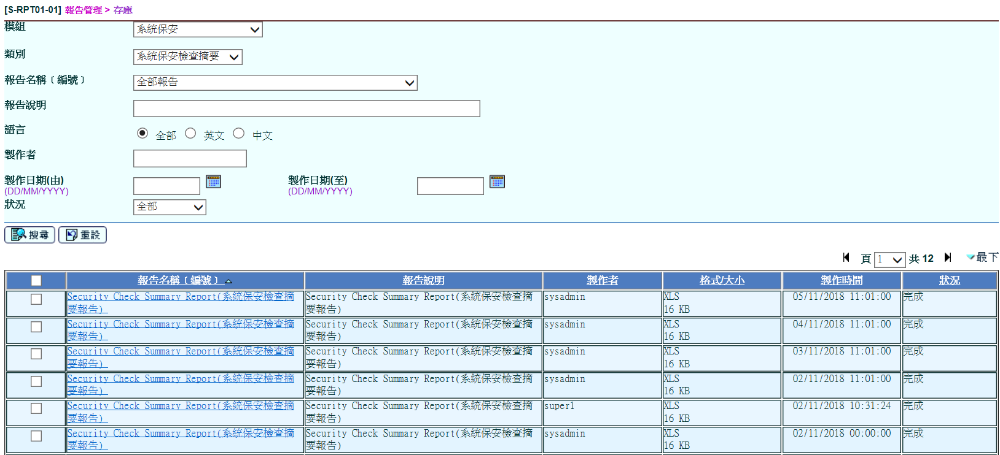 [S-RPT01-01] 報告管理 > 存庫
模組 系統保安
類別 系統保安檢查摘要
報告名稱﹝編號﹞ 全部報告
報告說明
語言 全部 英文 中文
製作者
製作日期(由) 製作日期(至)
(DD/MM/YYYY) (DD/MM/YYYY)
狀況 全部
搜尋 重設
頁 1 共 12 最下
報告名稱﹝編號﹞ 報告說明 製作者 格式/大小 製作時間 狀況
Security Check Summary Report(系統保安檢查摘 Security Check Summary Report(系統保安檢查摘 sysadmin XLS 05/11/2018 11:01:00 完成
要報告) 要報告) 16 KB
Security Check Summary Report(系統保安檢查摘 Security Check Summary Report(系統保安檢查摘 sysadmin XLS 04/11/2018 11:01:00 完成
要報告) 要報告) 16 KB
Security Check Summary Report(系統保安檢查摘 Security Check Summary Report(系統保安檢查摘 sysadmin XLS 03/11/2018 11:01:00 完成
要報告) 要報告) 16 KB
Security Check Summary Report(系統保安檢查摘 Security Check Summary Report(系統保安檢查摘 sysadmin XLS 02/11/2018 11:01:00 完成
要報告) 要報告) 16 KB
Security Check Summary Report(系統保安檢查摘 Security Check Summary Report(系統保安檢查摘 super1 XLS 02/11/2018 10:31:24 完成
要報告) 要報告) 16 KB
Security Check Summary Report(系統保安檢查摘 Security Check Summary Report(系統保安檢查摘 sysadmin XLS 02/11/2018 00:00:00 完成
要報告) 要報告) 16 KB